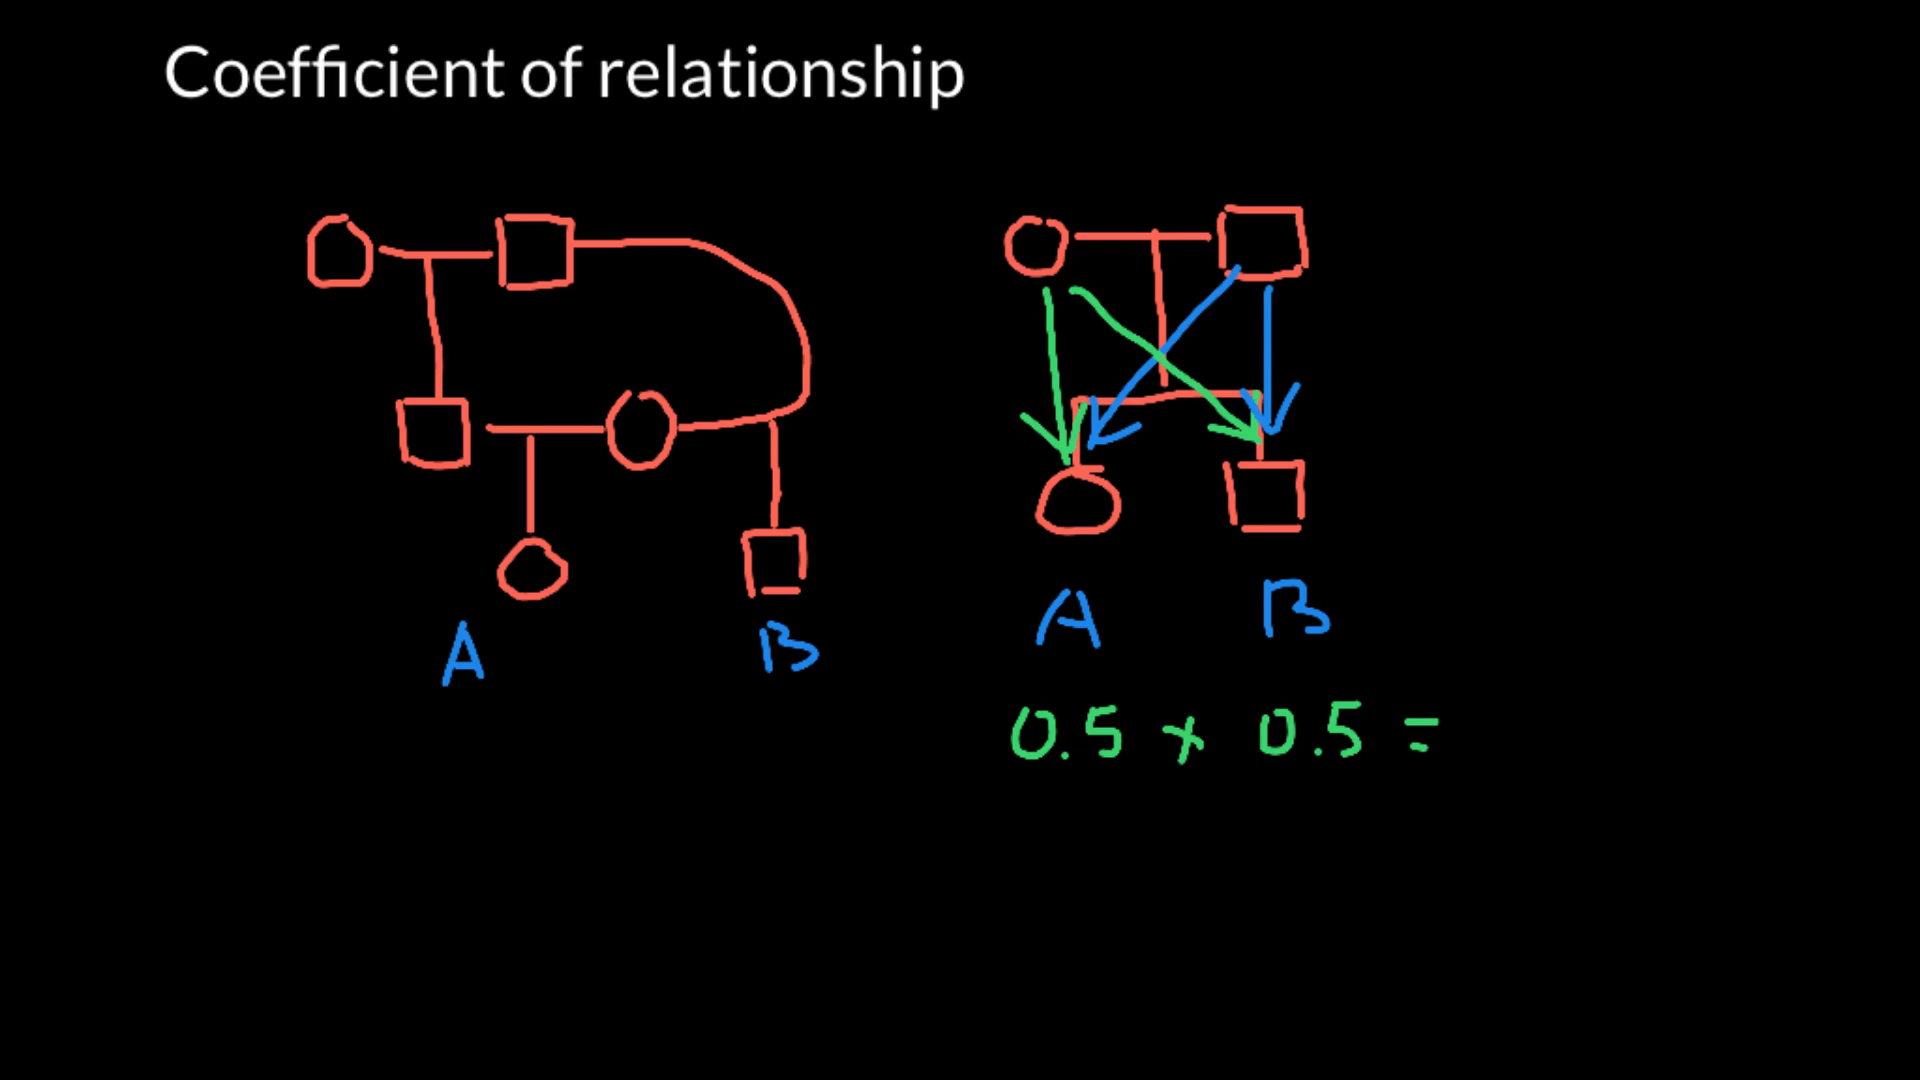 Coefficient of relationship
A B
A B
0.5 × 0.5 =